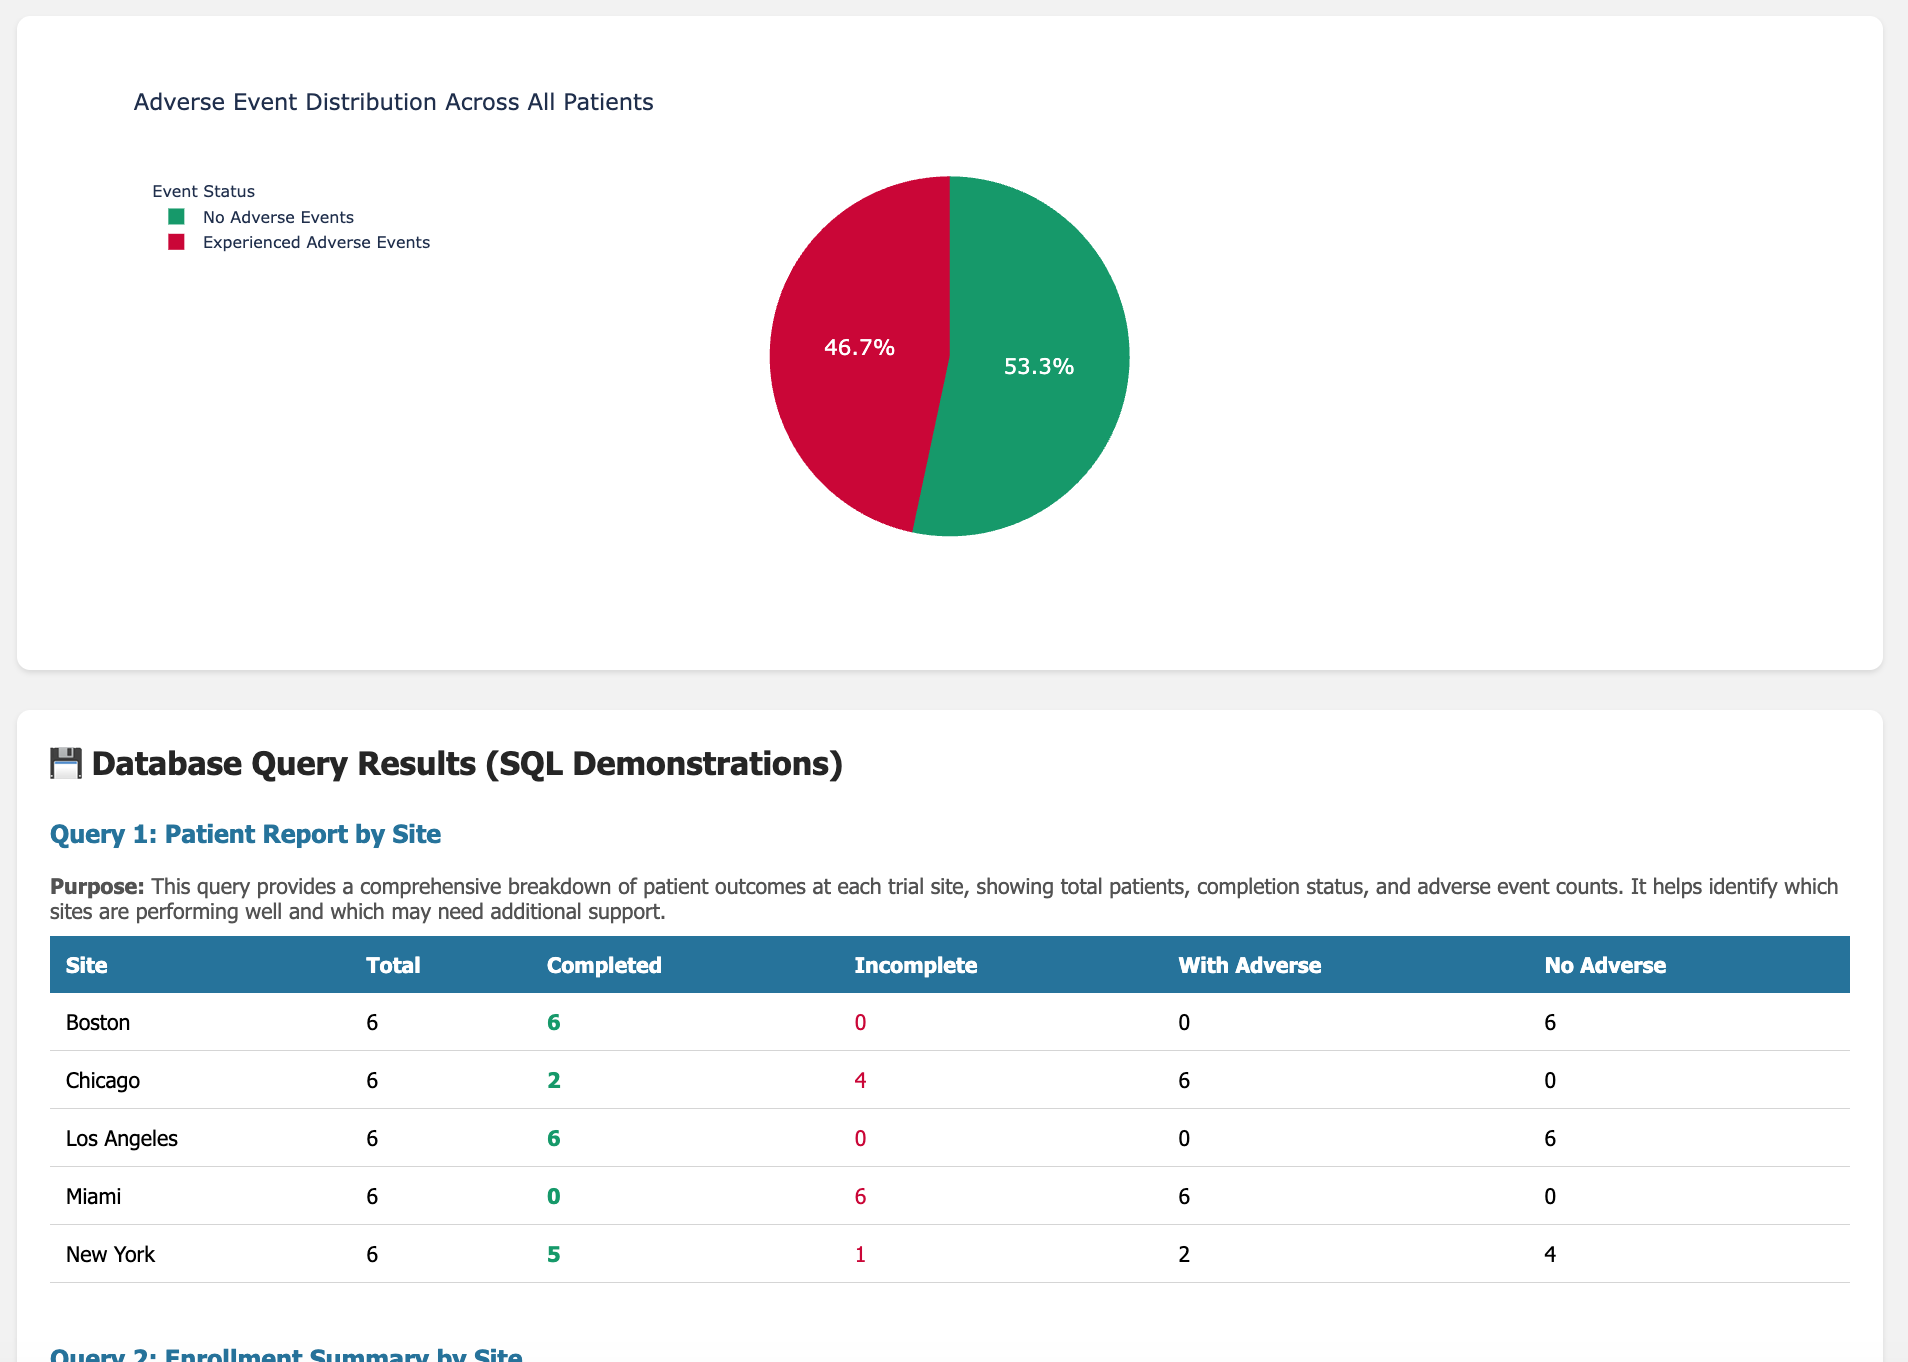 Adverse Event Distribution Across All Patients
Event Status
No Adverse Events
Experienced Adverse Events
46.7%
53.3%
💾 Database Query Results (SQL Demonstrations)
Query 1: Patient Report by Site
Purpose: This query provides a comprehensive breakdown of patient outcomes at each trial site, showing total patients, completion status, and adverse event counts. It helps identify which
sites are performing well and which may need additional support.
Site Total Completed Incomplete With Adverse No Adverse
Boston 6 6 0 0 6
Chicago 6 2 4 6 0
Los Angeles 6 6 0 0 6
Miami 6 0 6 6 0
New York 6 5 1 2 4
Query 2: Enrollment Summary by Site